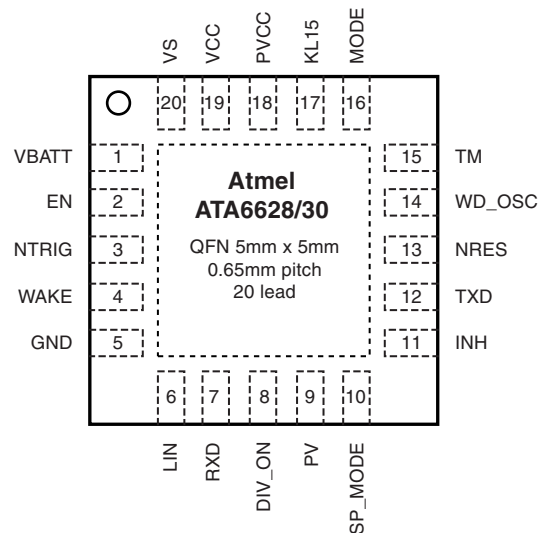 VS
VCC
PVCC
KL15
MODE
20
19
18
17
16
VBATT
1
EN
2
NTRIG
3
WAKE
4
GND
5
Atmel
ATA6628/30
QFN 5mm x 5mm
0.65mm pitch
20 lead
15
TM
14
WD_OSC
13
NRES
12
TXD
11
INH
6
7
8
9
10
LIN
RXD
DIV_ON
PV
SP_MODE